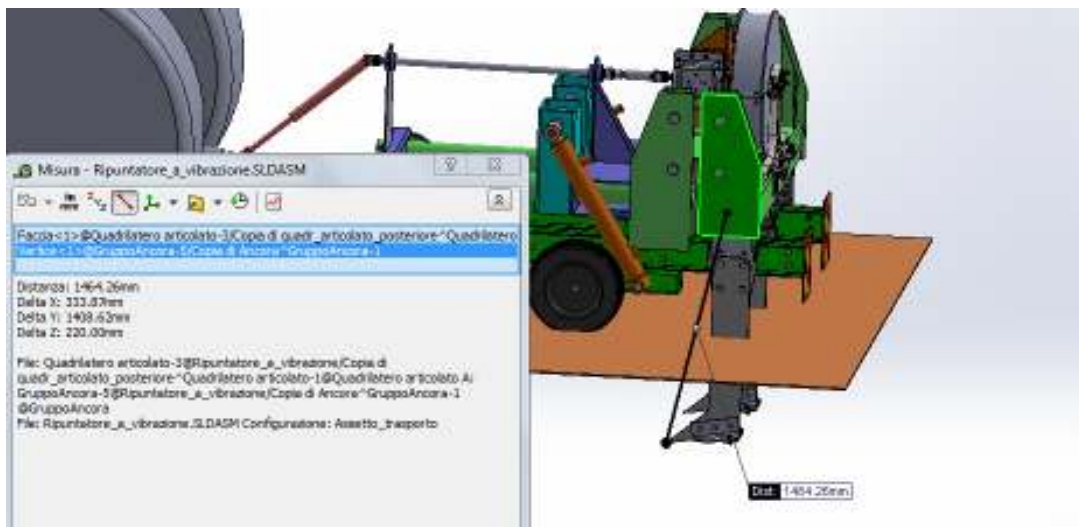 Misura - Ripuntatore_a_vibrazione.SLDASM
Faccia<1>@Quadrilatero articolato-3/Copia di quadr_articolato_posteriore-^Quadrilatero
Vertice<1>@GruppoAncora-5/Copia di Ancora^GruppoAncora-1
Distanza: 1464.26mm
Delta X: 333.87mm
Delta Y: 1408.62mm
Delta Z: 220.00mm
File: Quadrilatero articolato-3@Ripuntatore_a_vibrazione/Copia di
quadr_articolato_posteriore-^Quadrilatero articolato-1@Quadrilatero articolato A:
GruppoAncora-5@Ripuntatore_a_vibrazione/Copia di Ancora^GruppoAncora-1
@GruppoAncora
File: Ripuntatore_a_vibrazione.SLDASM Configurazione: Assetto_trasporto
Dist: 1464.26mm